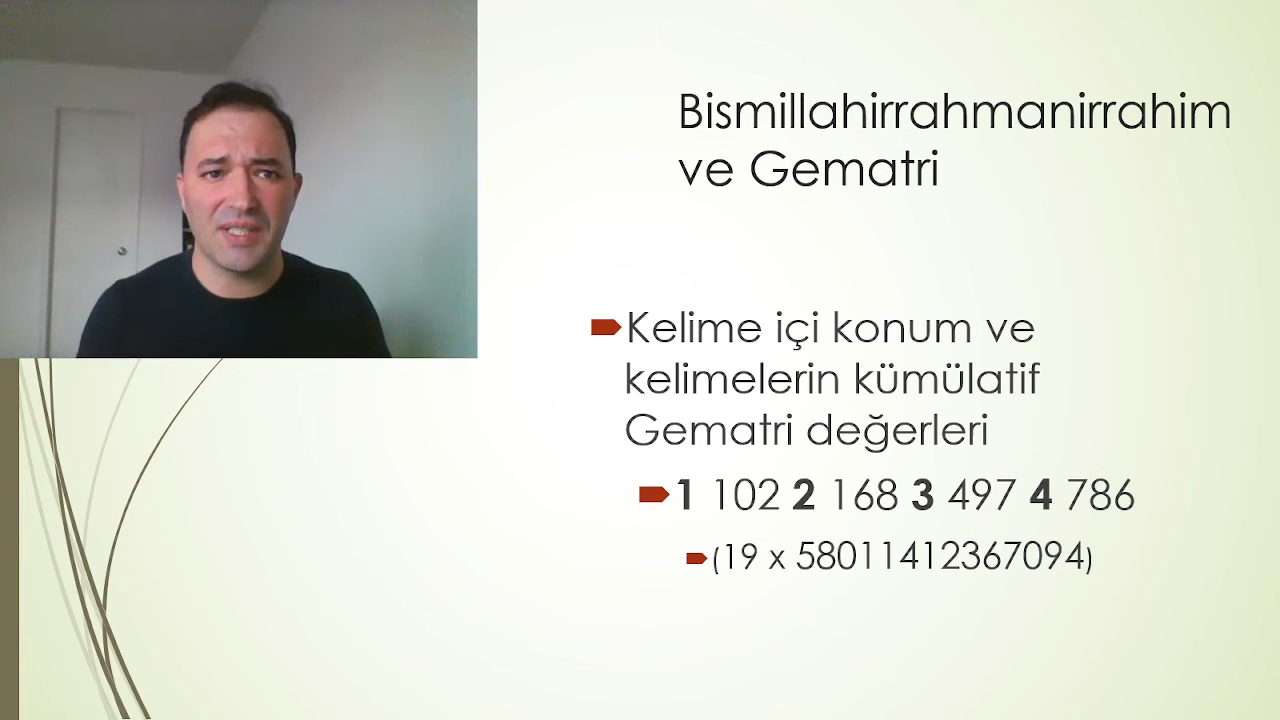 Bismillahirrahmanirrahim
ve Gematri
Kelime içi konum ve
kelimelerin kümülatif
Gematri değerleri
1 102 2 168 3 497 4 786
(19 x 58011412367094)